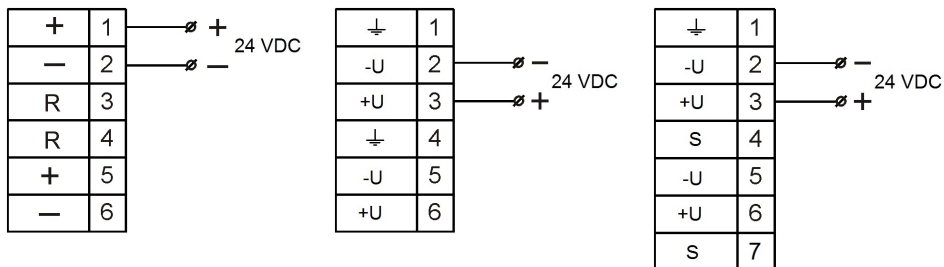 + 1 +
24 VDC
− 2 −
R 3
R 4
+ 5
− 6
⏚ 1
-U 2 −
24 VDC
+U 3 +
⏚ 4
-U 5
+U 6
⏚ 1
-U 2 −
24 VDC
+U 3 +
S 4
-U 5
+U 6
S 7